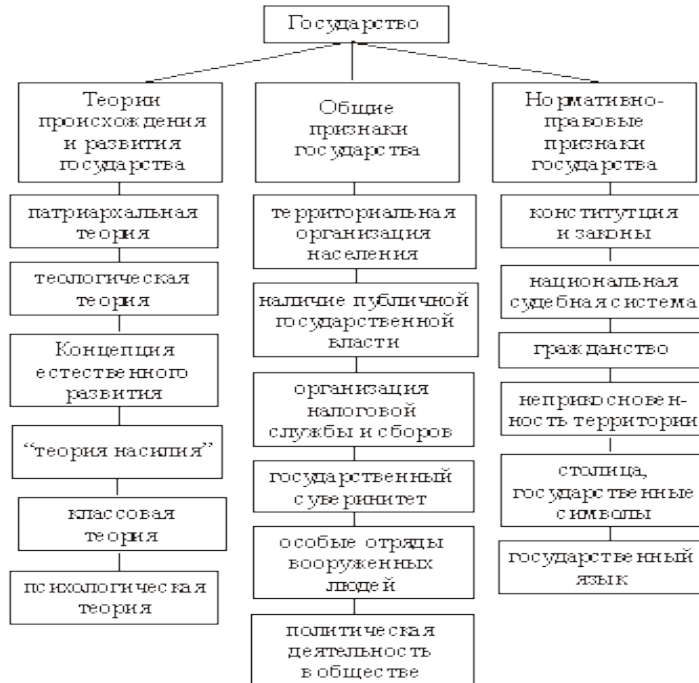 Государство
Теории
происхождения
и развития
государства
патриархальная
теория
теологическая
теория
Концепция
естественного
развития
“теория насилия”
классовая
теория
психологическая
теория
Общие
признаки
государства
территориальная
организация
населения
наличие публичной
государственной
власти
организация
налоговой
службы и сборов
государственный
суверинитет
особые отряды
вооруженных
людей
политическая
деятельность
в обществе
Нормативно-
правовые
признаки
государства
конститутция
и законы
национальная
судебная система
гражданство
неприкосновен-
ность территории
столица,
государственные
символы
государственный
язык